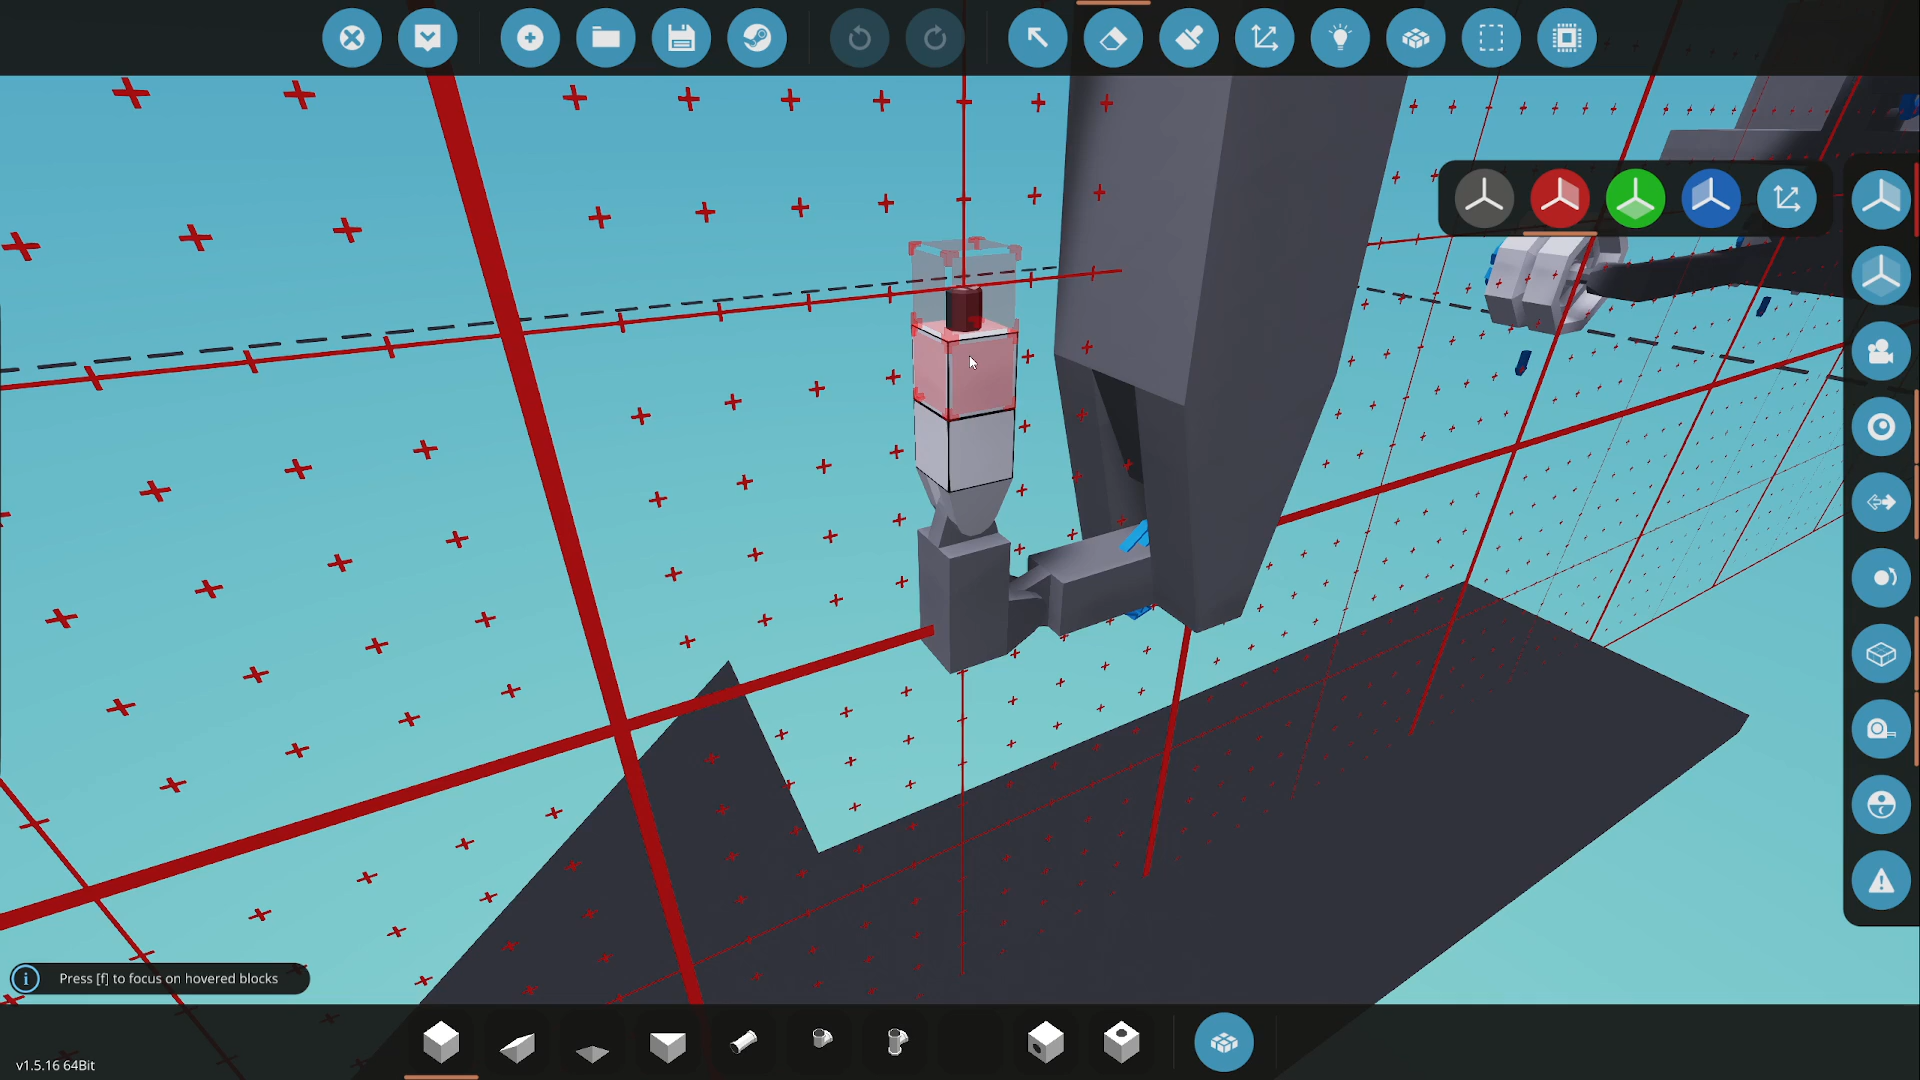 Press [f] to focus on hovered blocks
v1.5.16 64Bit